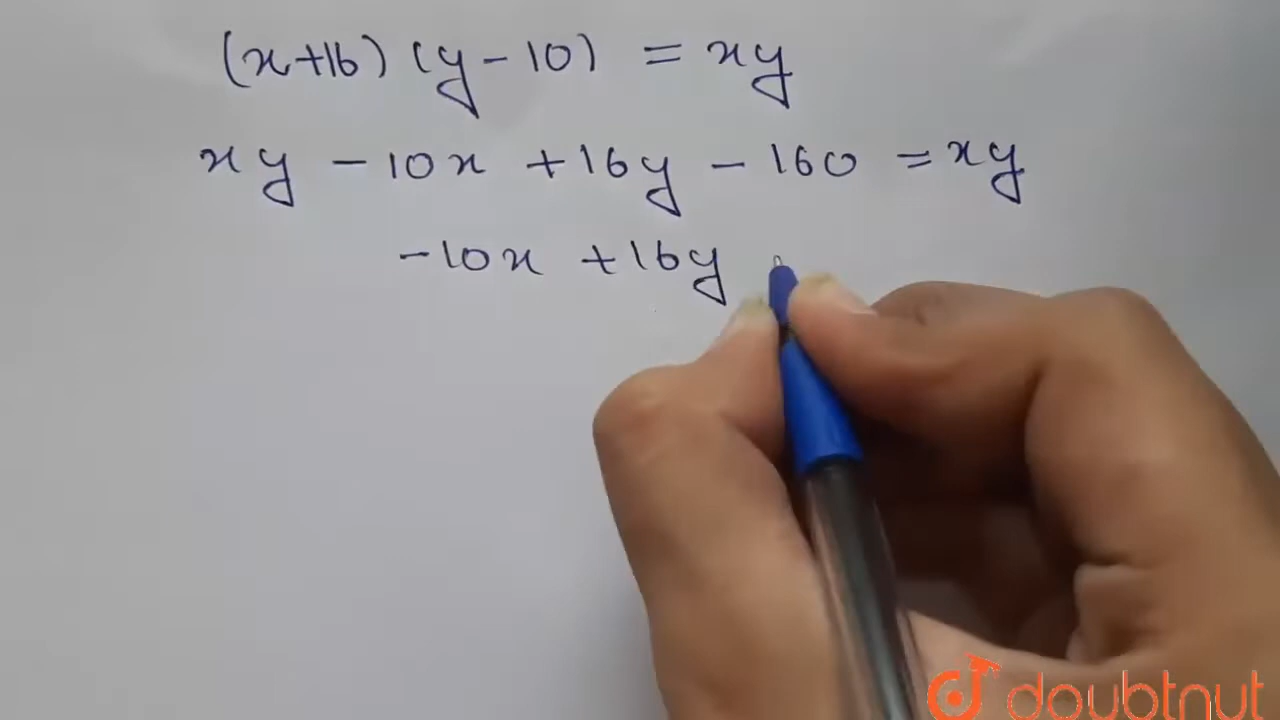 (x+16) (y-10) = xy
xy - 10x + 16y - 160 = xy
-10x + 16y
doubtnut